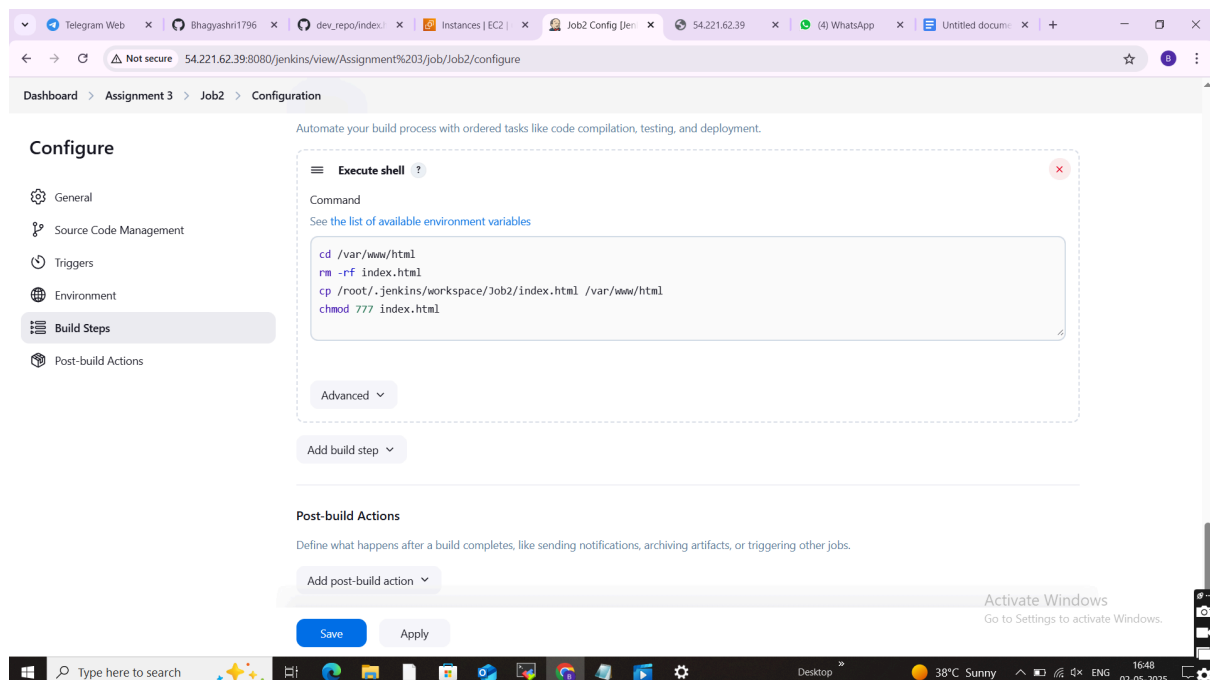 Telegram Web
Bhagyashri1796
dev_repo/index.
Instances | EC2 |
Job2 Config [Jen
54.221.62.39
(4) WhatsApp
Untitled docume
Not secure 54.221.62.39:8080/jenkins/view/Assignment%203/job/Job2/configure
B
Dashboard > Assignment 3 > Job2 > Configuration
Configure
General
Source Code Management
Triggers
Environment
Build Steps
Post-build Actions
Automate your build process with ordered tasks like code compilation, testing, and deployment.
Execute shell ?
Command
See the list of available environment variables
cd /var/www/html
rm -rf index.html
cp /root/.jenkins/workspace/Job2/index.html /var/www/html
chmod 777 index.html
Advanced
Add build step
Post-build Actions
Define what happens after a build completes, like sending notifications, archiving artifacts, or triggering other jobs.
Add post-build action
Save Apply
Activate Windows
Go to Settings to activate Windows.
Type here to search
Desktop »
38°C Sunny
ENG
16:48
02-05-2025